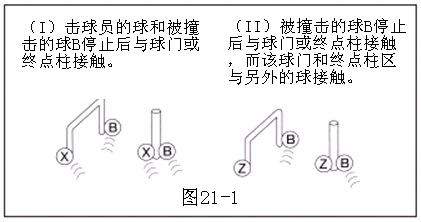 (I) 击球员的球和被撞
击的球B停止后与球门或
终点柱接触。
(II) 被撞击的球B停止
后与球门或终点柱接触
,而该球门和终点柱区
与另外的球接触。
X B X B Z B Z B
图21-1